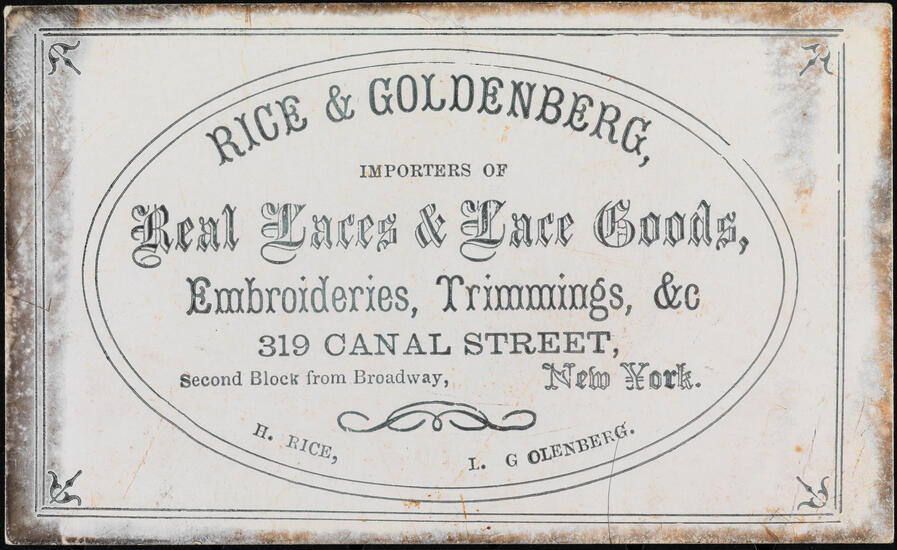 RICE & GOLDENBERG,
IMPORTERS OF
Real Laces & Lace Goods,
Embroideries, Trimmings, &c
319 CANAL STREET,
Second Block from Broadway, New York.
H. RICE, L. G OLENBERG.